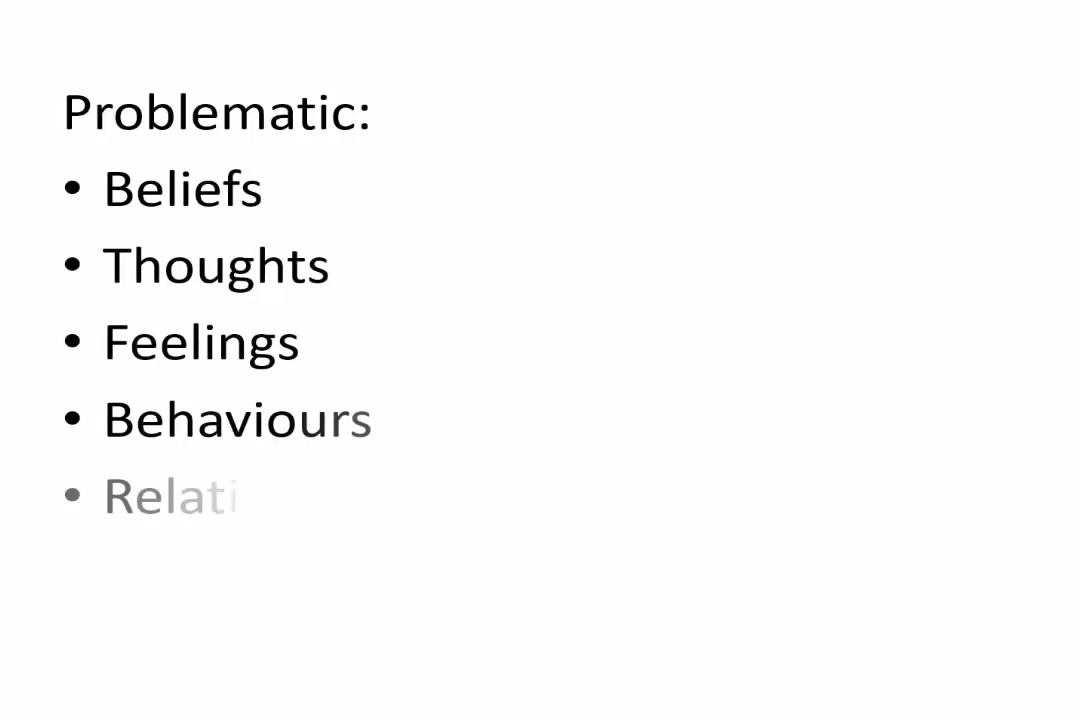 Problematic:
• Beliefs
• Thoughts
• Feelings
• Behaviours
• Relati